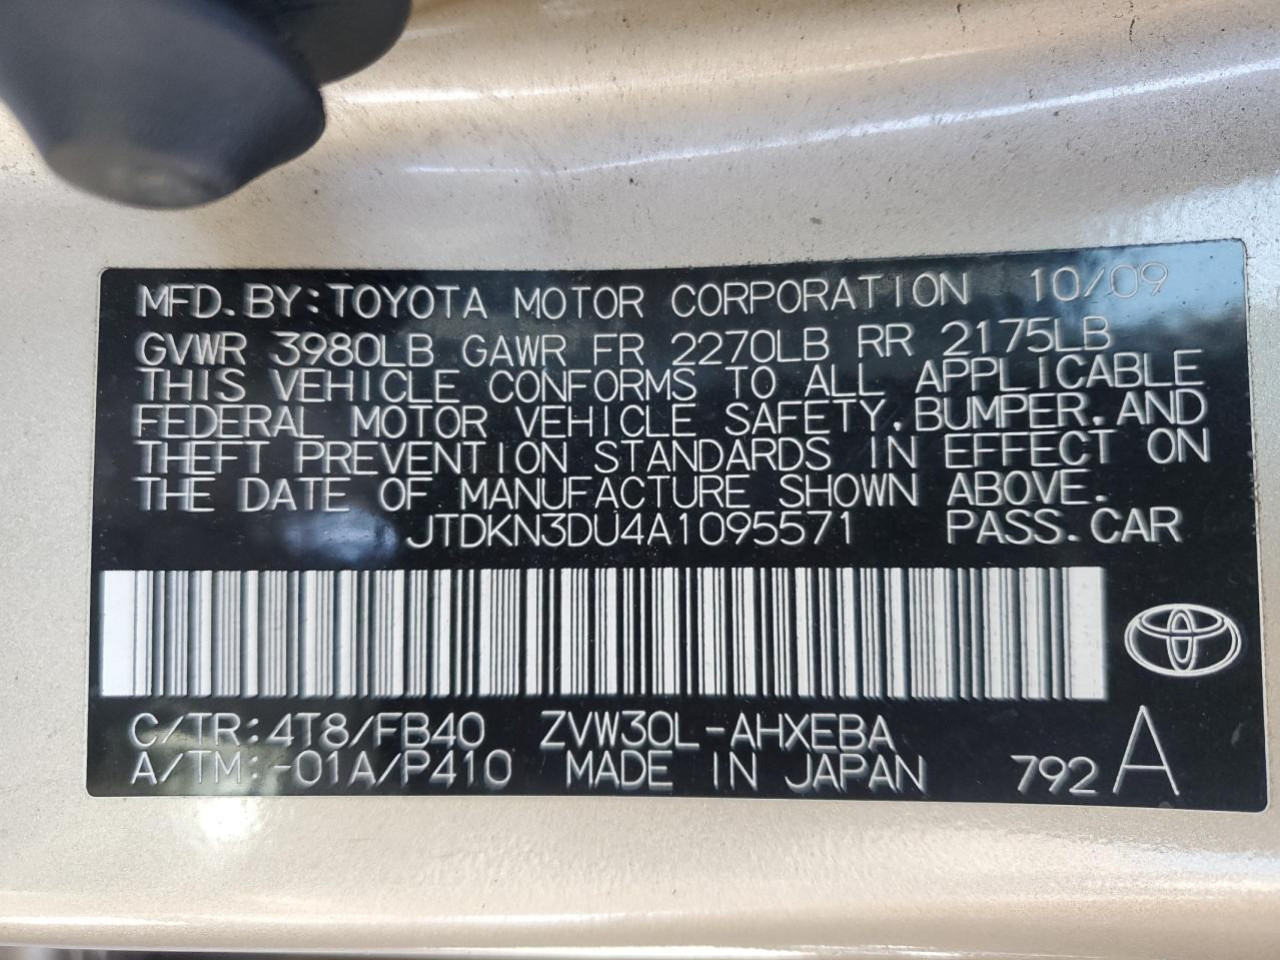 MFD.BY:TOYOTA MOTOR CORPORATION 10/09
GVWR 3980LB GAWR FR 2270LB RR 2175LB
THIS VEHICLE CONFORMS TO ALL APPLICABLE
FEDERAL MOTOR VEHICLE SAFETY,BUMPER,AND
THEFT PREVENTION STANDARDS IN EFFECT ON
THE DATE OF MANUFACTURE SHOWN ABOVE.
JTDKN3DU4A1095571 PASS.CAR
C/TR:4T8/FB40 ZVW30L-AHXEBA
A/TM:-01A/P410 MADE IN JAPAN 792 A